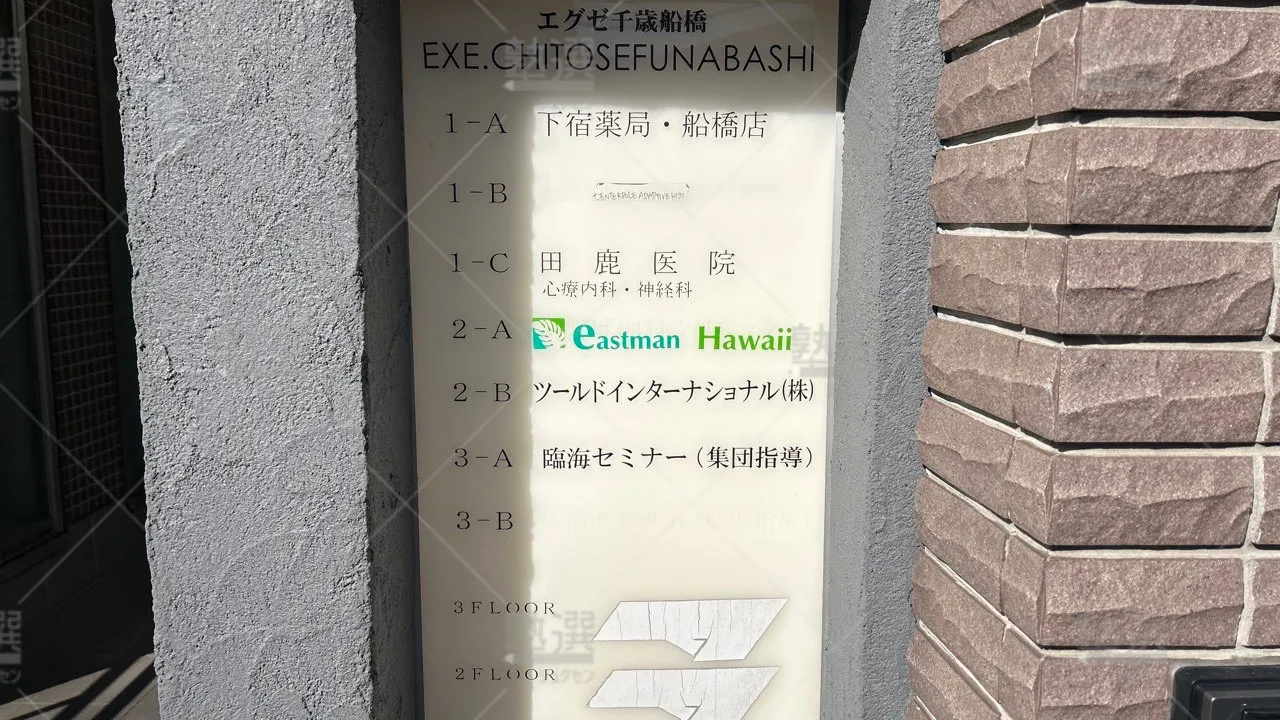 エグゼ千歳船橋
EXE.CHITOSEFUNABASHI
1-A 下宿薬局・船橋店
1-B
1-C 田鹿医院
心療内科・神経科
2-A eastman Hawaii
2-B ツールドインターナショナル(株)
3-A 臨海セミナー(集団指導)
3-B
3FLOOR
2FLOOR
塾選